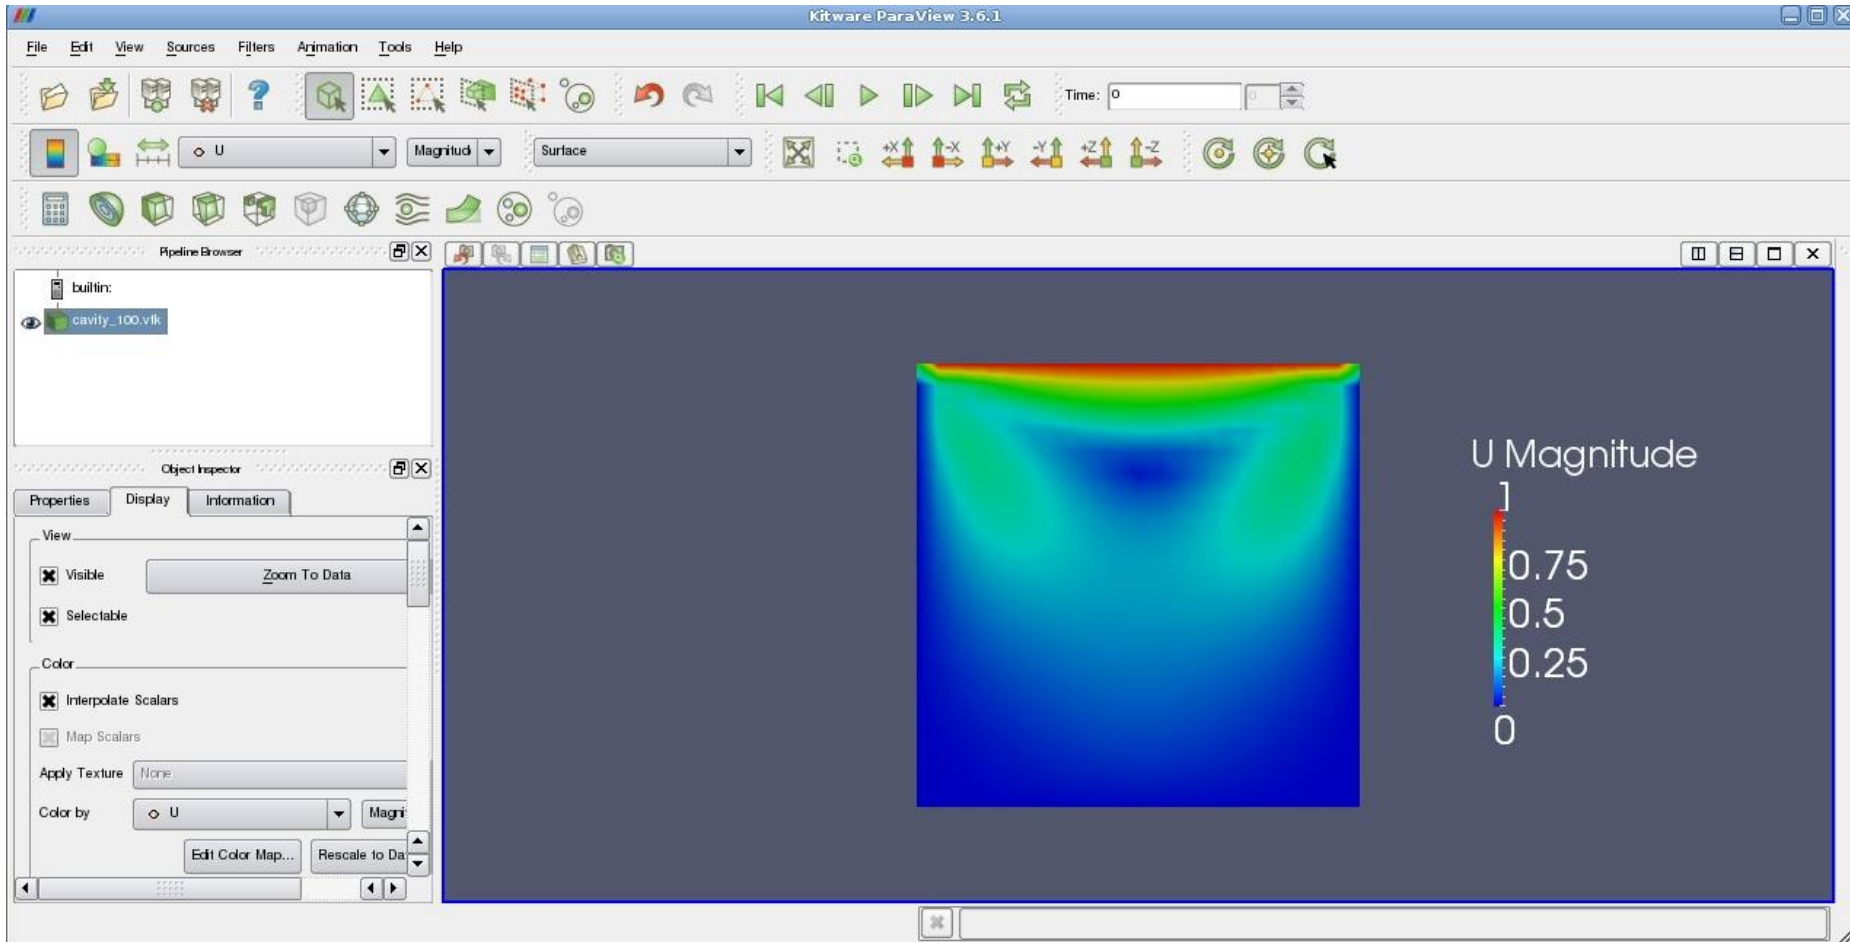 Kitware ParaView 3.6.1
File Edit View Sources Filters Animation Tools Help
? Time: 0 0
U Magnitud Surface +X -X +Y -Y +Z -Z
Pipeline Browser
builtin:
cavity_100.vtk
Object Inspector
Properties Display Information
View
Visible Zoom To Data
Selectable
Color
Interpolate Scalars
Map Scalars
Apply Texture None
Color by U Magni
Edit Color Map... Rescale to Da
U Magnitude
1
0.75
0.5
0.25
0